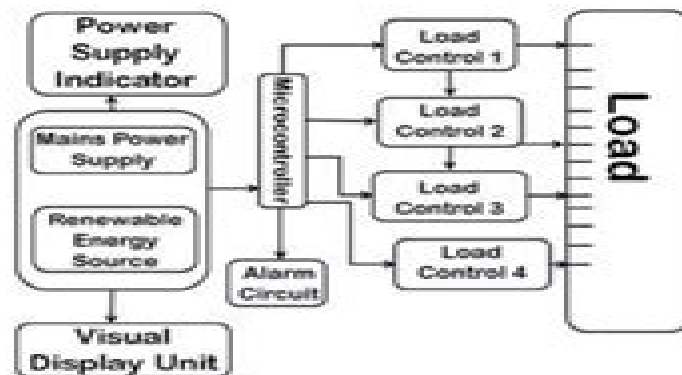 Power
Supply
Indicator
Mains Power
Supply
Renewable
Energy
Source
Visual
Display Unit
Microcontroller
Alarm
Circuit
Load
Control 1
Load
Control 2
Load
Control 3
Load
Control 4
Load